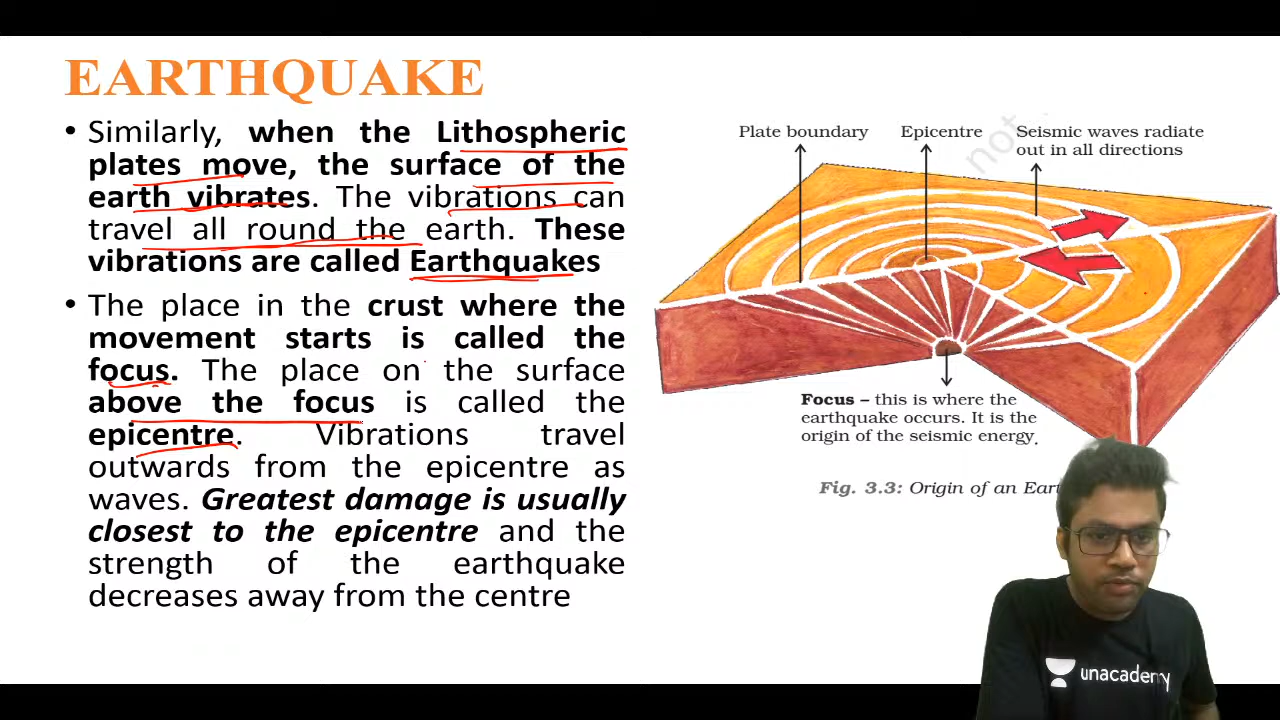 EARTHQUAKE
• Similarly, when the Lithospheric
plates move, the surface of the
earth vibrates. The vibrations can
travel all round the earth. These
vibrations are called Earthquakes
• The place in the crust where the
movement starts is called the
focus. The place on the surface
above the focus is called the
epicentre. Vibrations travel
outwards from the epicentre as
waves. Greatest damage is usually
closest to the epicentre and the
strength of the earthquake
decreases away from the centre
Plate boundary
Epicentre
Seismic waves radiate
out in all directions
not
Focus – this is where the
earthquake occurs. It is the
origin of the seismic energy.
Fig. 3.3: Origin of an Eart
unacademy